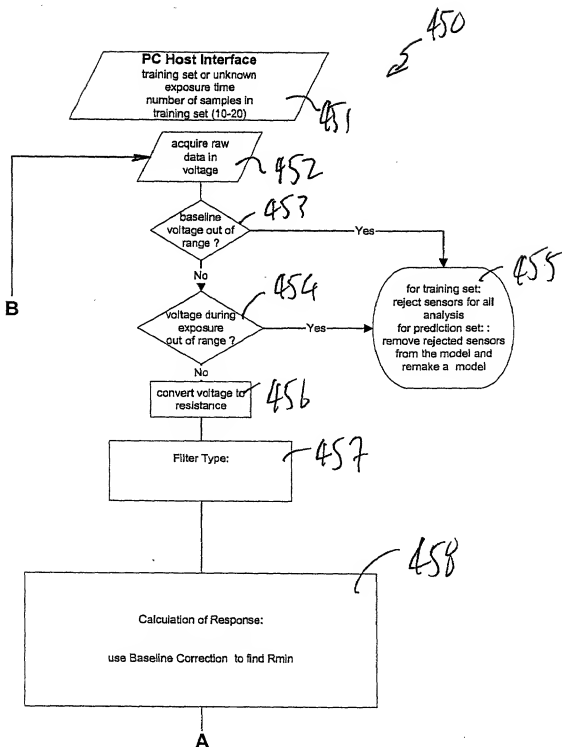 450
PC Host Interface
training set or unknown
exposure time
number of samples in
training set (10-20)
451
acquire raw
data in
voltage
452
453
baseline
voltage out of
range ?
Yes
No
B
454
voltage during
exposure
out of range ?
Yes
455
for training set:
reject sensors for all
analysis
for prediction set: :
remove rejected sensors
from the model and
remake a model
No
convert voltage to
resistance
456
Filter Type:
457
458
Calculation of Response:
use Baseline Correction to find Rmin
A